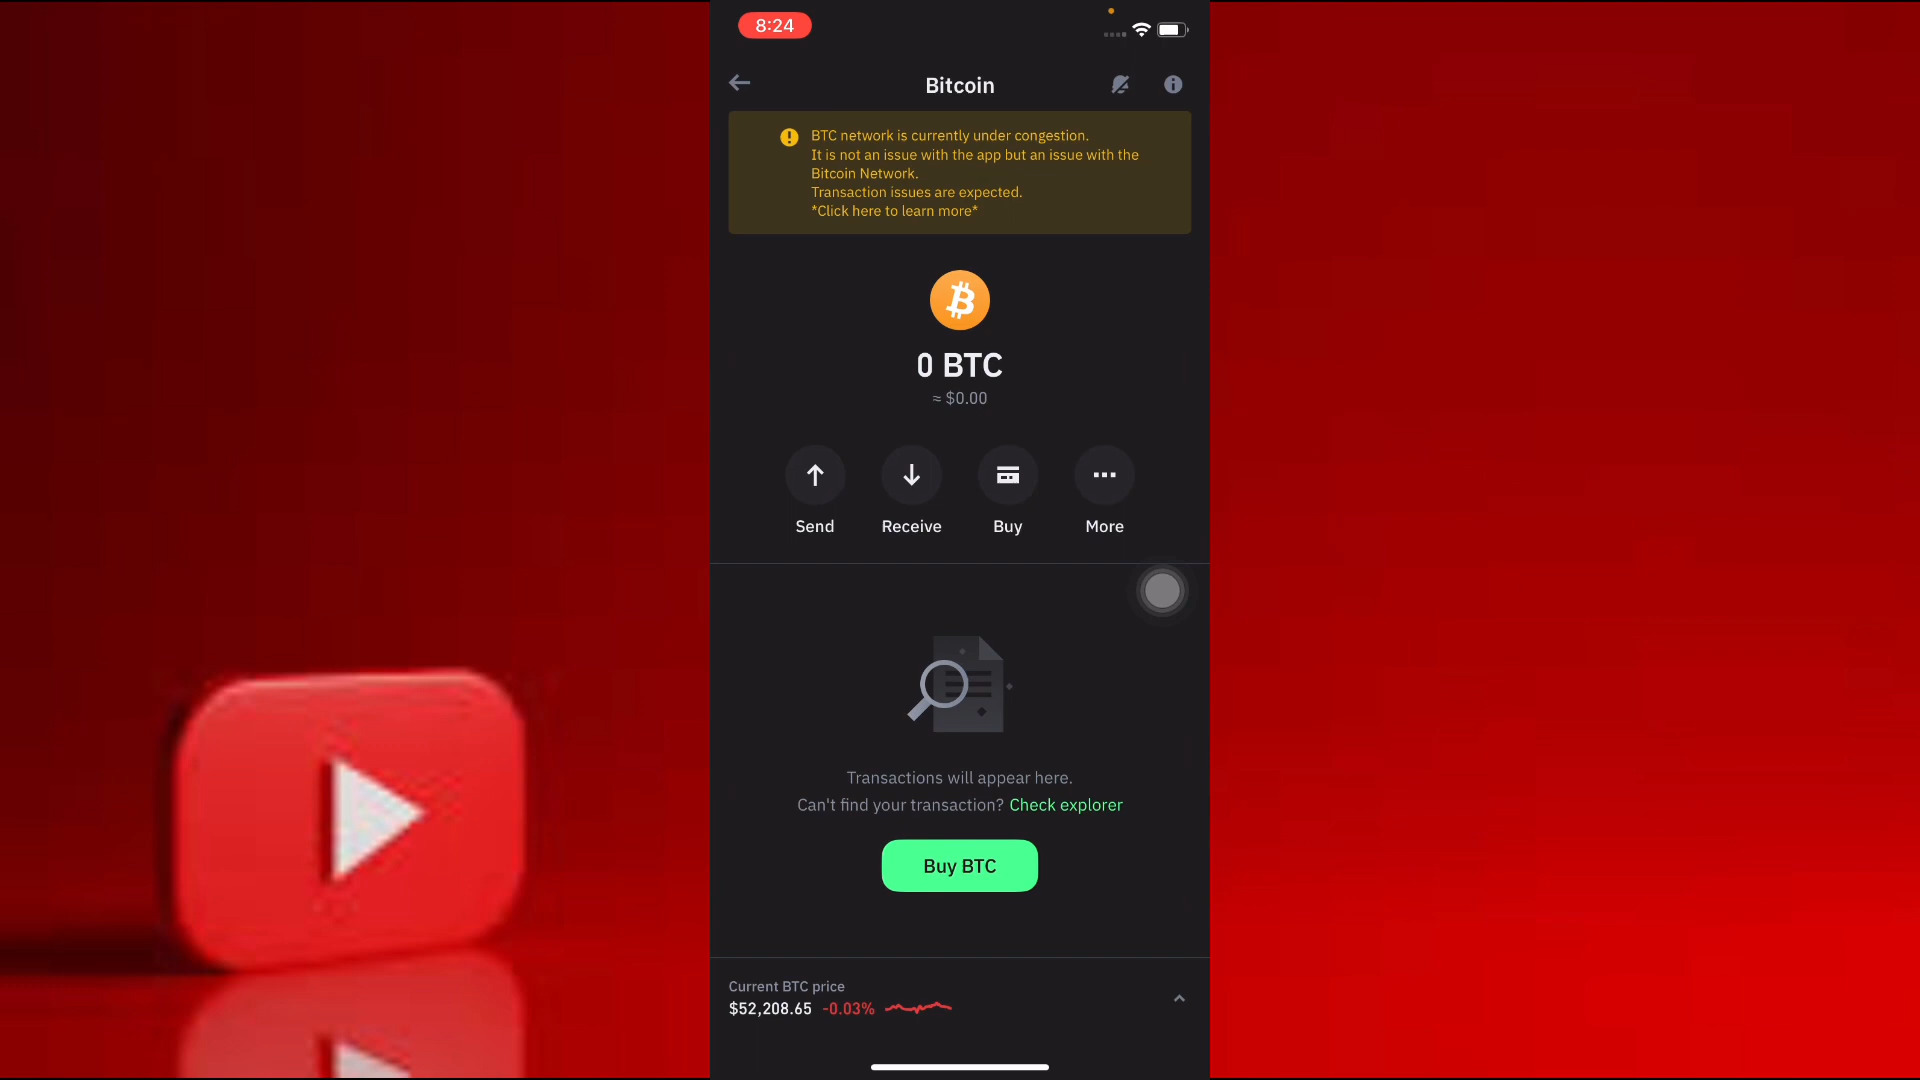 8:24
Bitcoin
BTC network is currently under congestion.
It is not an issue with the app but an issue with the
Bitcoin Network.
Transaction issues are expected.
*Click here to learn more*
0 BTC
≈ $0.00
Send Receive Buy More
Transactions will appear here.
Can't find your transaction? Check explorer
Buy BTC
Current BTC price
$52,208.65 -0.03%